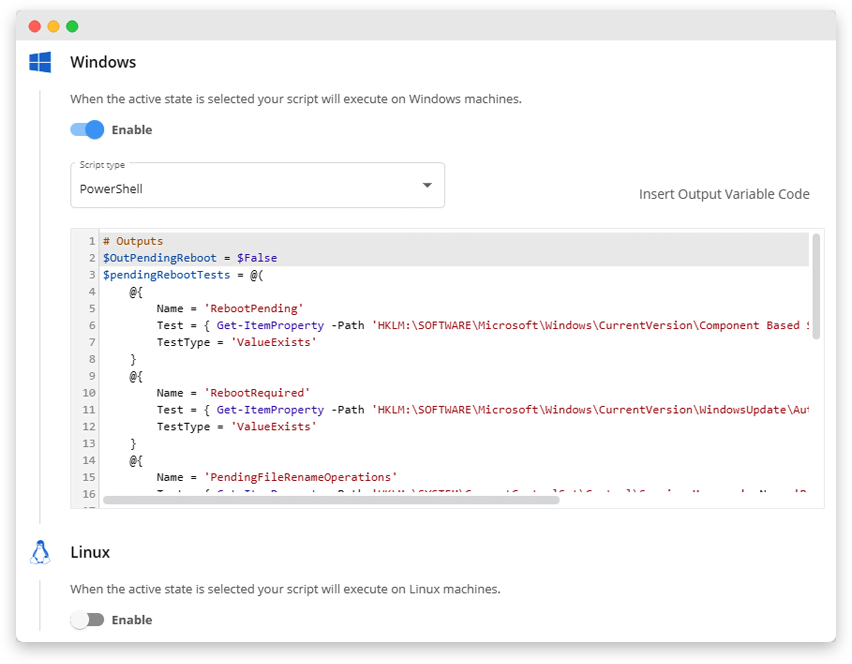 Windows
When the active state is selected your script will execute on Windows machines.
Enable
Script type
PowerShell
Insert Output Variable Code
1 # Outputs
2 $OutPendingReboot = $False
3 $pendingRebootTests = @(
4 @{
5 Name = 'RebootPending'
6 Test = { Get-ItemProperty -Path 'HKLM:\SOFTWARE\Microsoft\Windows\CurrentVersion\Component Based
7 TestType = 'ValueExists'
8 }
9 @{
10 Name = 'RebootRequired'
11 Test = { Get-ItemProperty -Path 'HKLM:\SOFTWARE\Microsoft\Windows\CurrentVersion\WindowsUpdate\Aut
12 TestType = 'ValueExists'
13 }
14 @{
15 Name = 'PendingFileRenameOperations'
16
Linux
When the active state is selected your script will execute on Linux machines.
Enable